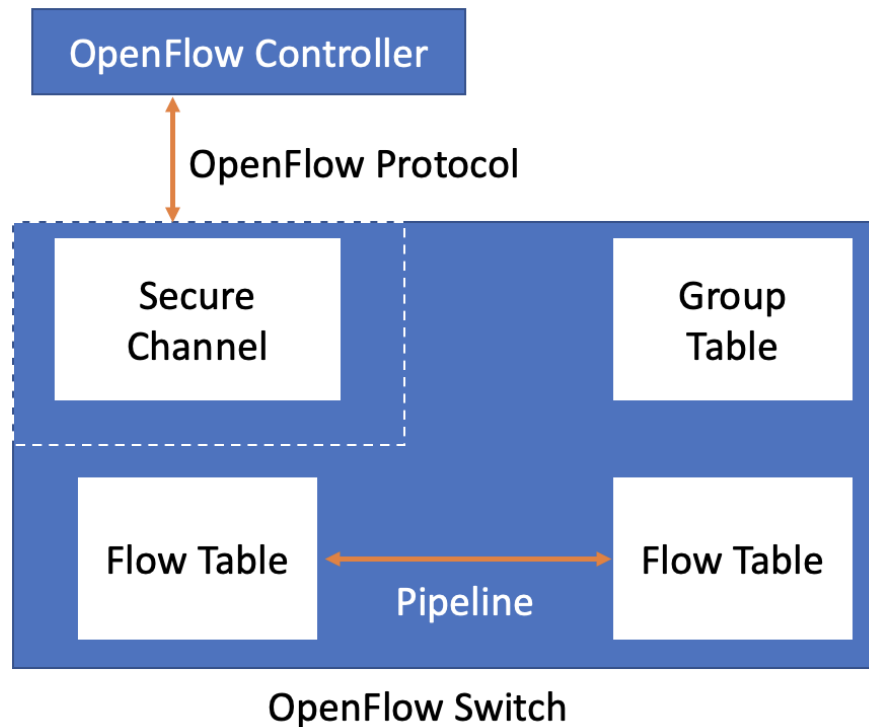 OpenFlow Controller
OpenFlow Protocol
Secure
Channel
Group
Table
Flow Table
Pipeline
Flow Table
OpenFlow Switch